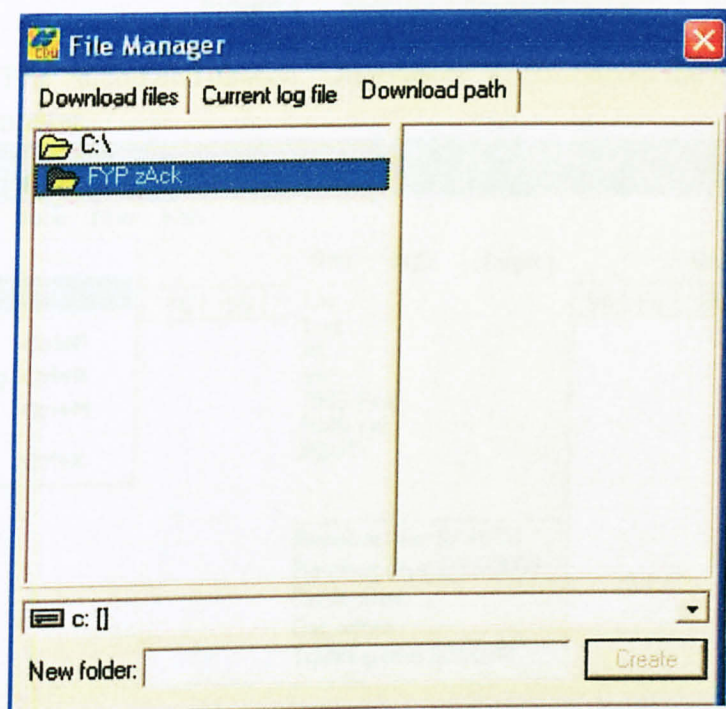 File Manager
Download files Current log file Download path
C:\
FYP zAck
c: []
New folder: Create